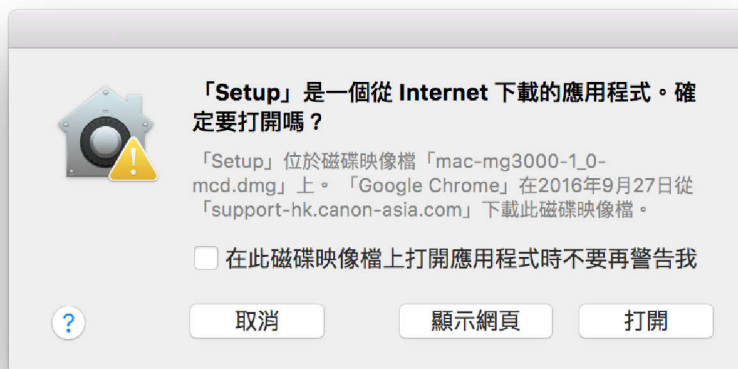 「Setup」是一個從 Internet 下載的應用程式。確
定要打開嗎？
「Setup」位於磁碟映像檔「mac-mg3000-1_0-
mcd.dmg」上。「Google Chrome」在2016年9月27日從
「support-hk.canon-asia.com」下載此磁碟映像檔。
在此磁碟映像檔上打開應用程式時不要再警告我
? 取消 顯示網頁 打開